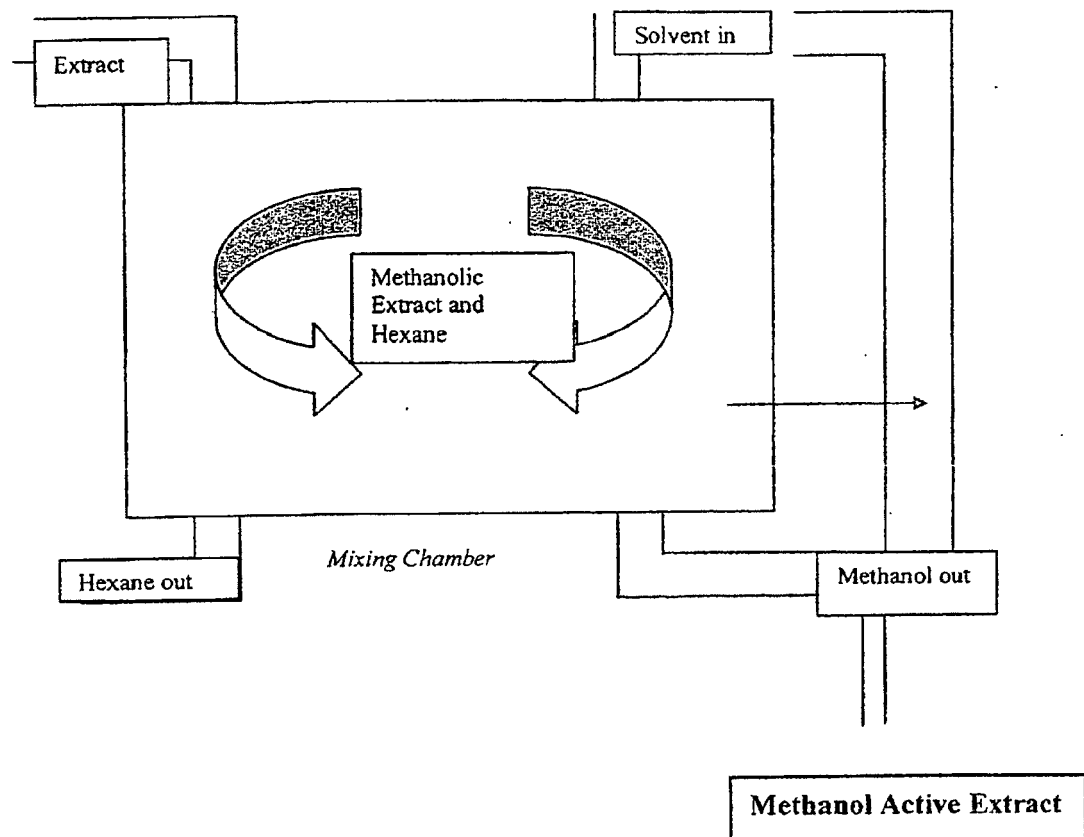 Extract
Solvent in
Methanolic
Extract and
Hexane
Hexane out
Mixing Chamber
Methanol out
Methanol Active Extract